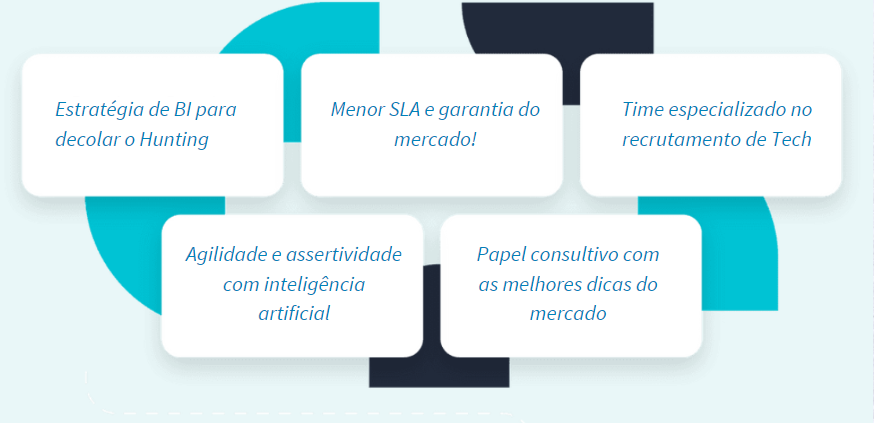 Estratégia de BI para
decolar o Hunting
Menor SLA e garantia do
mercado!
Time especializado no
recrutamento de Tech
Agilidade e assertividade
com inteligência
artificial
Papel consultivo com
as melhores dicas do
mercado